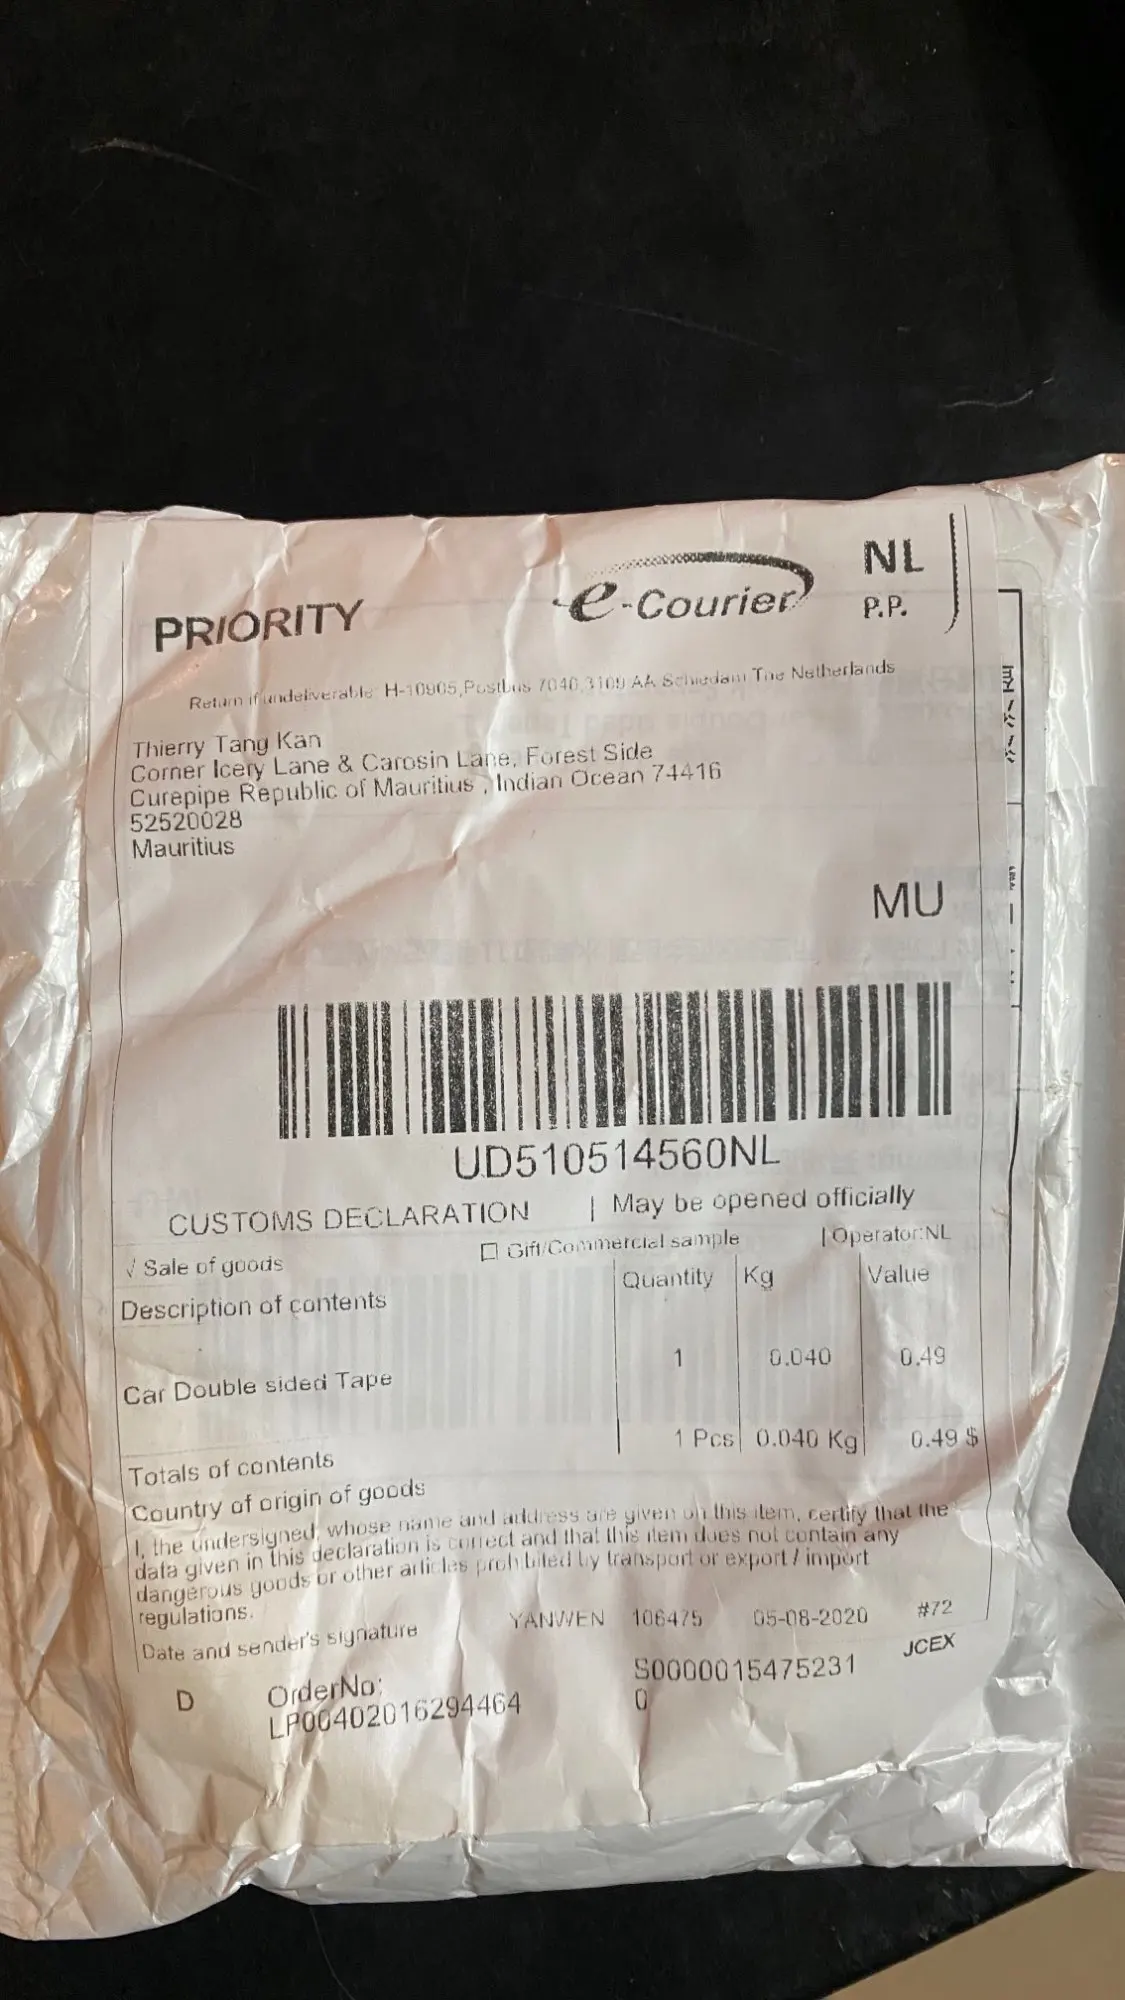 PRIORITY
e-Courier
NL
P.P.
Return if undeliverable H-10905,Postbus 7040,3109 AA Schiedam The Netherlands
Thierry Tang Kan
Corner Icery Lane & Carosin Lane, Forest Side
Curepipe Republic of Mauritius , Indian Ocean 74416
52520028
Mauritius
MU
UD510514560NL
CUSTOMS DECLARATION | May be opened officially
√ Sale of goods □ Gift/Commercial sample | Operator:NL
Description of contents Quantity Kg Value
Car Double sided Tape 1 0.040 0.49
Totals of contents 1 Pcs 0.040 Kg 0.49 $
Country of origin of goods
I, the undersigned, whose name and address are given on this item, certify that the
data given in this declaration is correct and that this item does not contain any
dangerous goods or other articles prohibited by transport or export / import
regulations.
Date and sender's signature YANWEN 106475 05-08-2020 #72
JCEX
D OrderNo: S0000015475231
LP00402016294464 0